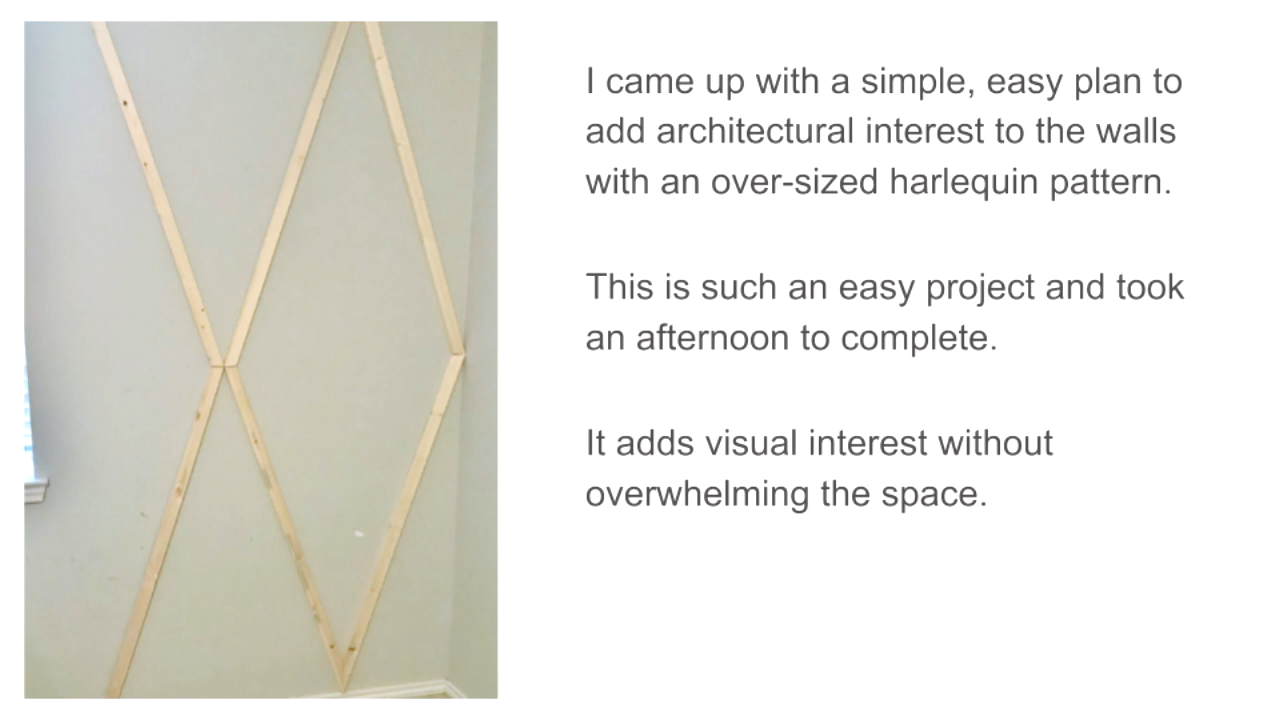 I came up with a simple, easy plan to
add architectural interest to the walls
with an over-sized harlequin pattern.
This is such an easy project and took
an afternoon to complete.
It adds visual interest without
overwhelming the space.